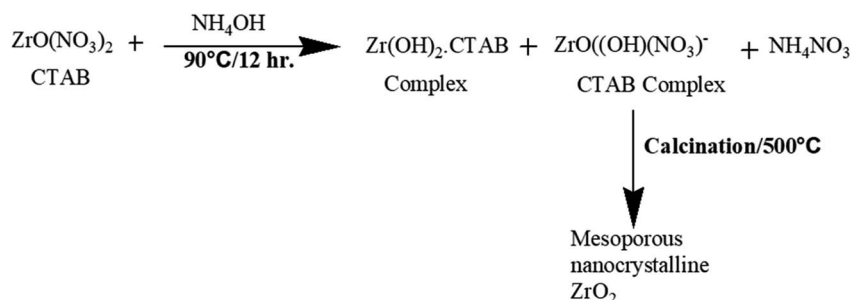 NH₄OH
ZrO(NO₃)₂ +
90°C/12 hr.
Zr(OH)₂.CTAB + ZrO((OH)(NO₃)⁻ + NH₄NO₃
CTAB
Complex
CTAB Complex
Calcination/500°C
Mesoporous
nanocrystalline
ZrO₂